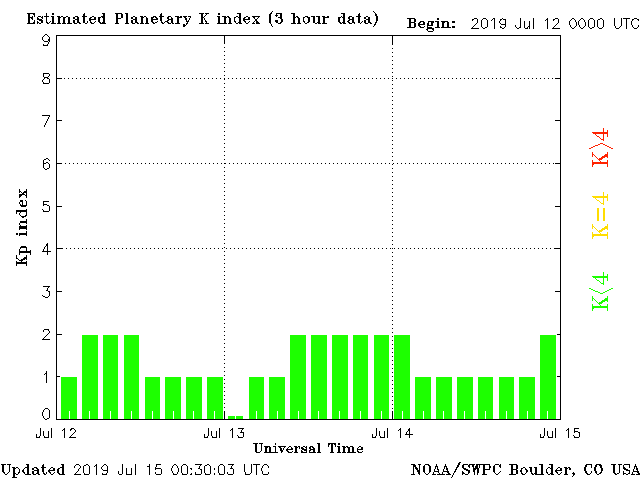 Estimated Planetary K index (3 hour data) Begin: 2019 Jul 12 0000 UTC
9
8
7
6
5
4
3
2
1
0
Kp index
K>4
K=4
K<4
Jul 12 Jul 13 Jul 14 Jul 15
Universal Time
Updated 2019 Jul 15 00:30:03 UTC NOAA/SWPC Boulder, CO USA